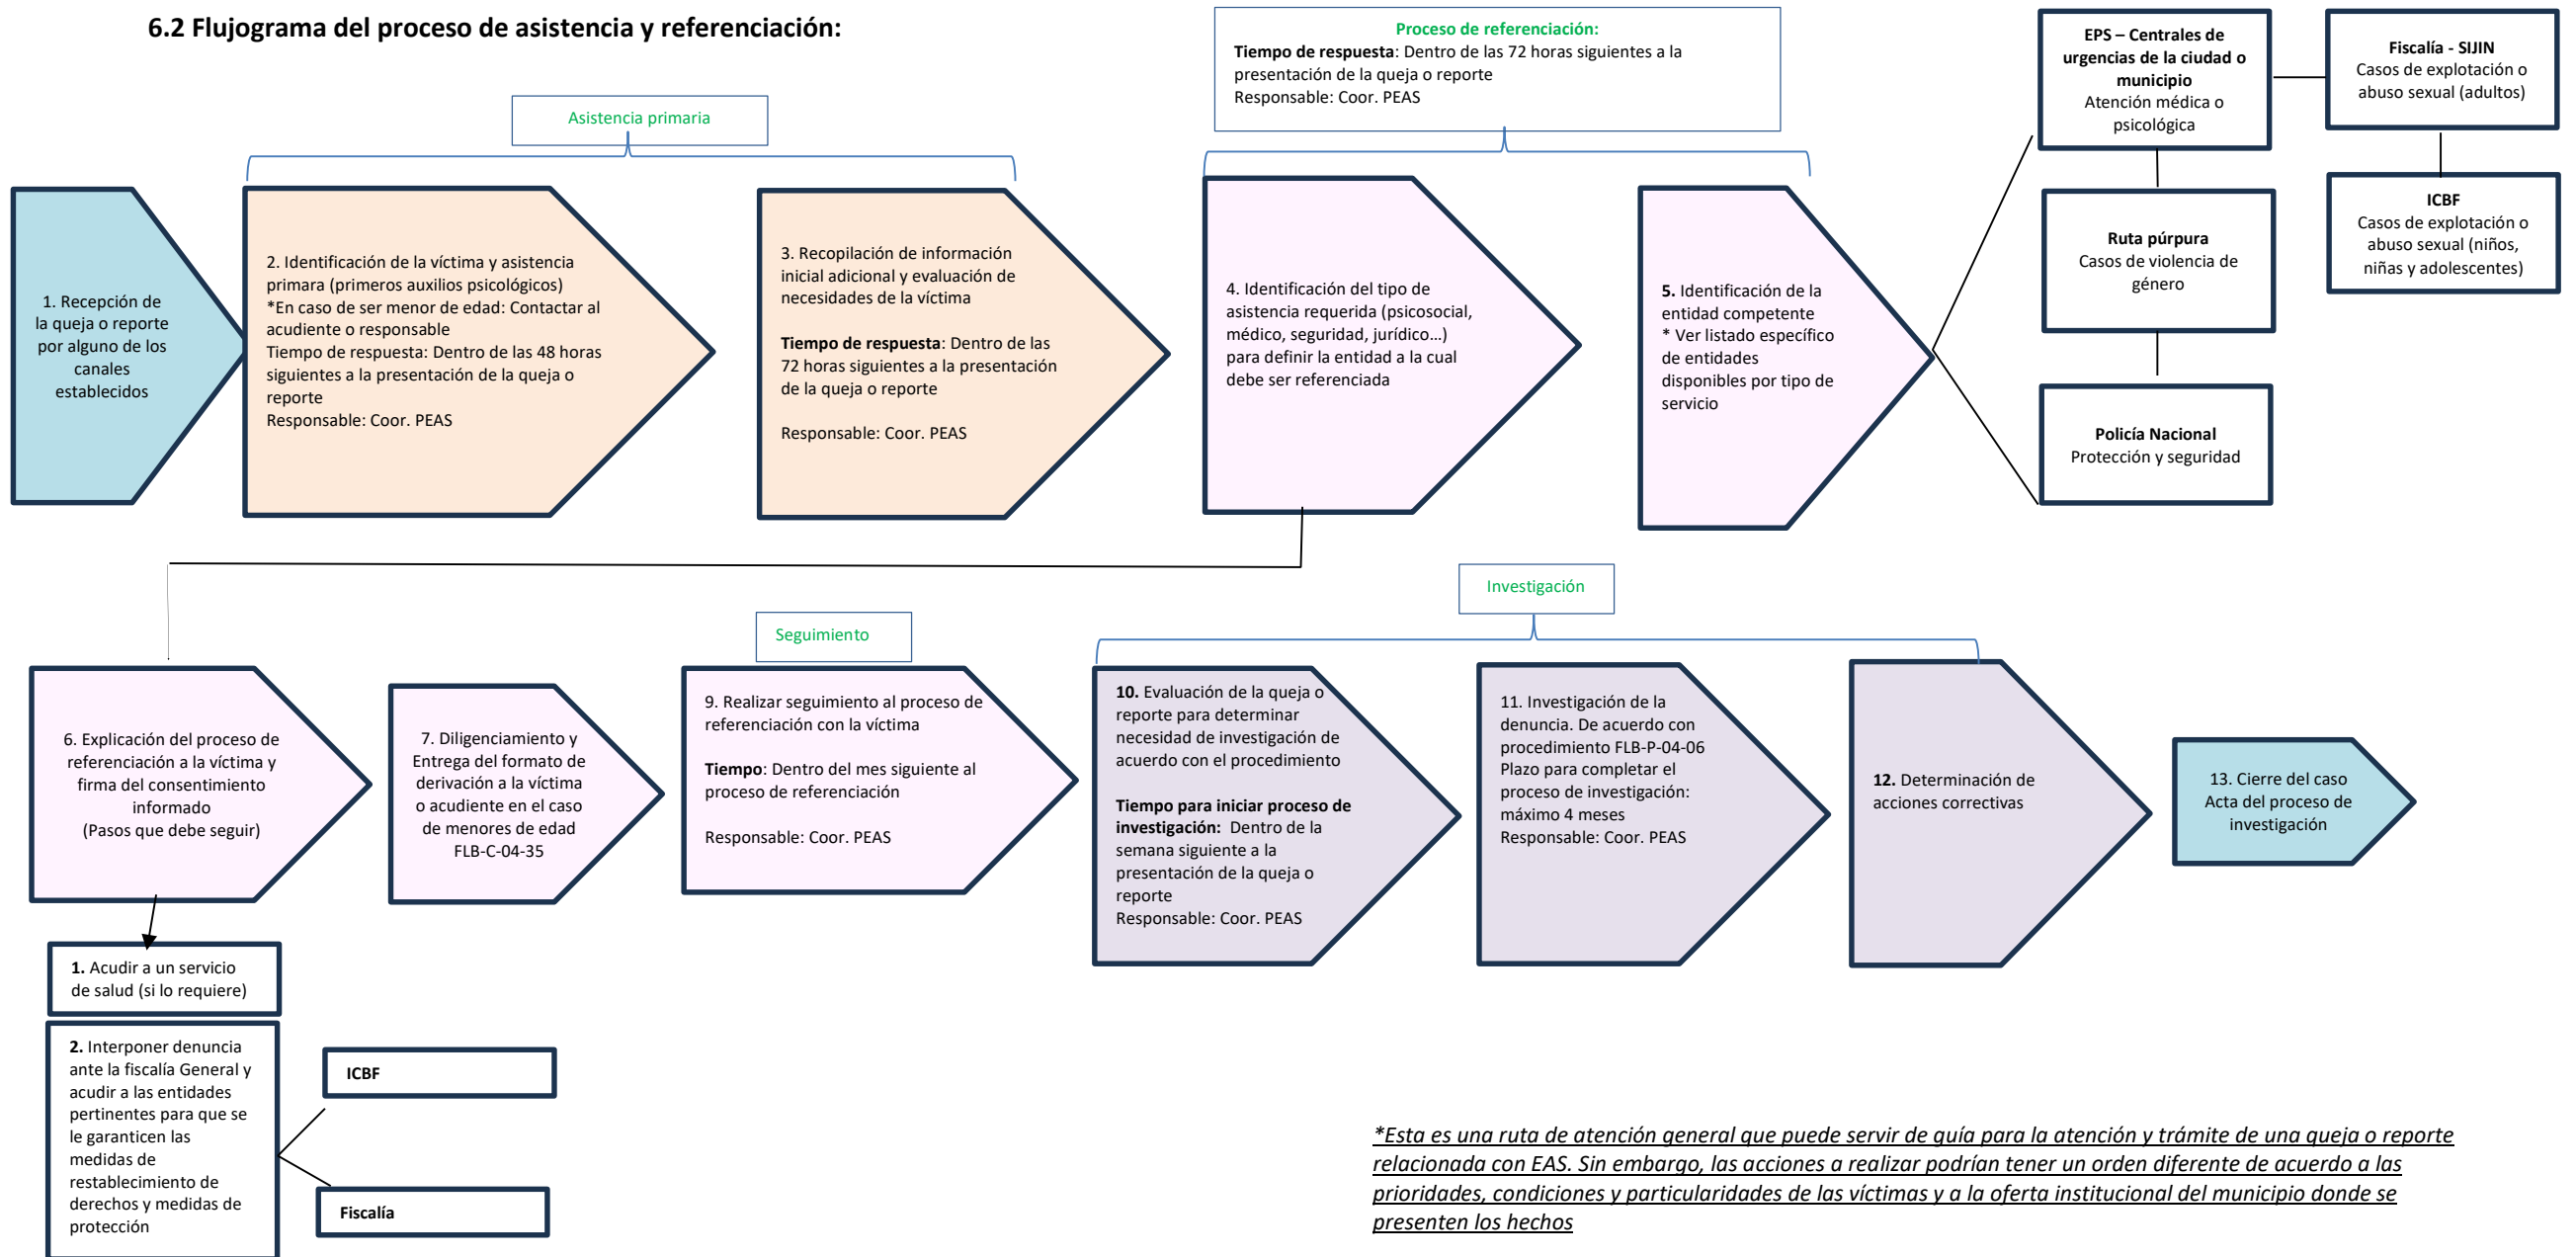 6.2 Flujograma del proceso de asistencia y referenciación:
Asistencia primaria
Proceso de referenciación:
Tiempo de respuesta: Dentro de las 72 horas siguientes a la
presentación de la queja o reporte
Responsable: Coor. PEAS
1. Recepción de
la queja o reporte
por alguno de los
canales
establecidos
2. Identificación de la víctima y asistencia
primara (primeros auxilios psicológicos)
*En caso de ser menor de edad: Contactar al
acudiente o responsable
Tiempo de respuesta: Dentro de las 48 horas
siguientes a la presentación de la queja o
reporte
Responsable: Coor. PEAS
3. Recopilación de información
inicial adicional y evaluación de
necesidades de la víctima
Tiempo de respuesta: Dentro de las
72 horas siguientes a la presentación
de la queja o reporte
Responsable: Coor. PEAS
4. Identificación del tipo de
asistencia requerida (psicosocial,
médico, seguridad, jurídico…)
para definir la entidad a la cual
debe ser referenciada
5. Identificación de la
entidad competente
* Ver listado específico
de entidades
disponibles por tipo de
servicio
EPS – Centrales de
urgencias de la ciudad o
municipio
Atención médica o
psicológica
Fiscalía - SIJIN
Casos de explotación o
abuso sexual (adultos)
Ruta púrpura
Casos de violencia de
género
ICBF
Casos de explotación o
abuso sexual (niños,
niñas y adolescentes)
Policía Nacional
Protección y seguridad
Seguimiento
Investigación
6. Explicación del proceso de
referenciación a la víctima y
firma del consentimiento
informado
(Pasos que debe seguir)
7. Diligenciamiento y
Entrega del formato de
derivación a la víctima
o acudiente en el caso
de menores de edad
FLB-C-04-35
9. Realizar seguimiento al proceso de
referenciación con la víctima
Tiempo: Dentro del mes siguiente al
proceso de referenciación
Responsable: Coor. PEAS
10. Evaluación de la queja o
reporte para determinar
necesidad de investigación de
acuerdo con el procedimiento
Tiempo para iniciar proceso de
investigación: Dentro de la
semana siguiente a la
presentación de la queja o
reporte
Responsable: Coor. PEAS
11. Investigación de la
denuncia. De acuerdo con
procedimiento FLB-P-04-06
Plazo para completar el
proceso de investigación:
máximo 4 meses
Responsable: Coor. PEAS
12. Determinación de
acciones correctivas
13. Cierre del caso
Acta del proceso de
investigación
1. Acudir a un servicio
de salud (si lo requiere)
2. Interponer denuncia
ante la fiscalía General y
acudir a las entidades
pertinentes para que se
le garanticen las
medidas de
restablecimiento de
derechos y medidas de
protección
ICBF
Fiscalía
*Esta es una ruta de atención general que puede servir de guía para la atención y trámite de una queja o reporte
relacionada con EAS. Sin embargo, las acciones a realizar podrían tener un orden diferente de acuerdo a las
prioridades, condiciones y particularidades de las víctimas y a la oferta institucional del municipio donde se
presenten los hechos